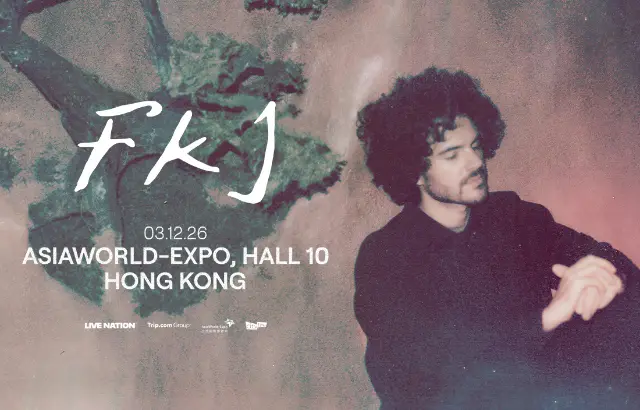 FKJ
03.12.26
ASIAWORLD-EXPO, HALL 10
HONG KONG
LIVE NATION Trip.com Group